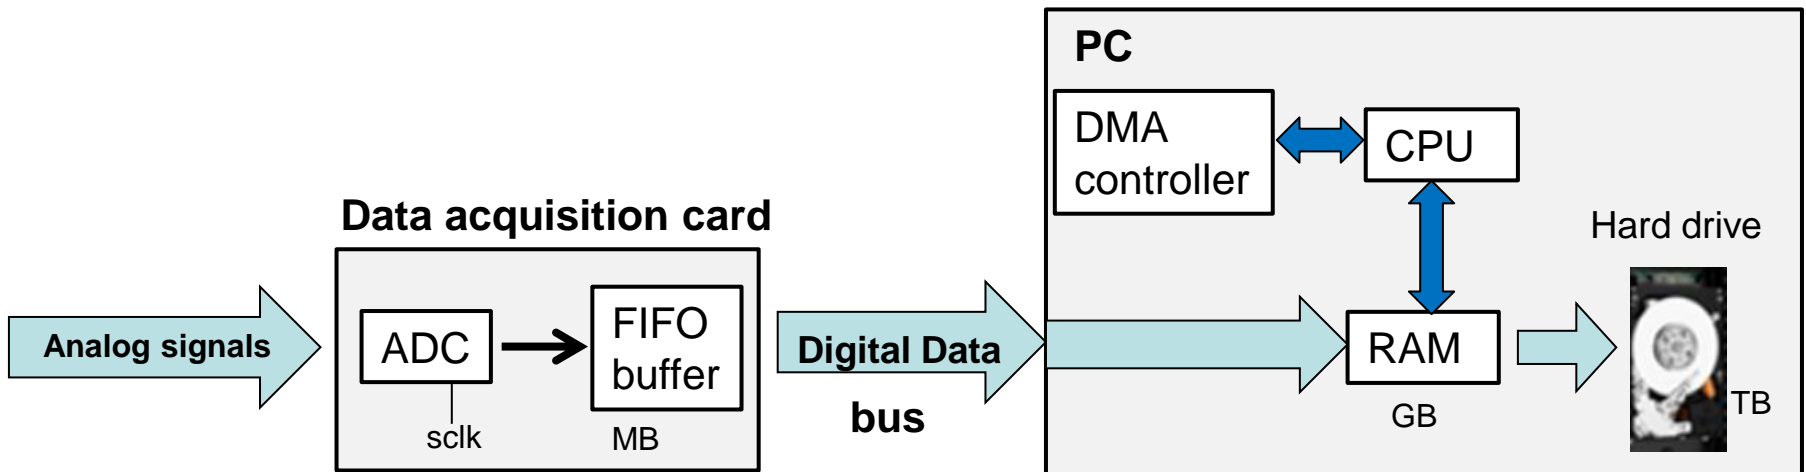 PC
DMA
controller
CPU
Data acquisition card
Hard drive
Analog signals
ADC
FIFO
buffer
Digital Data
bus
RAM
sclk
MB
GB
TB